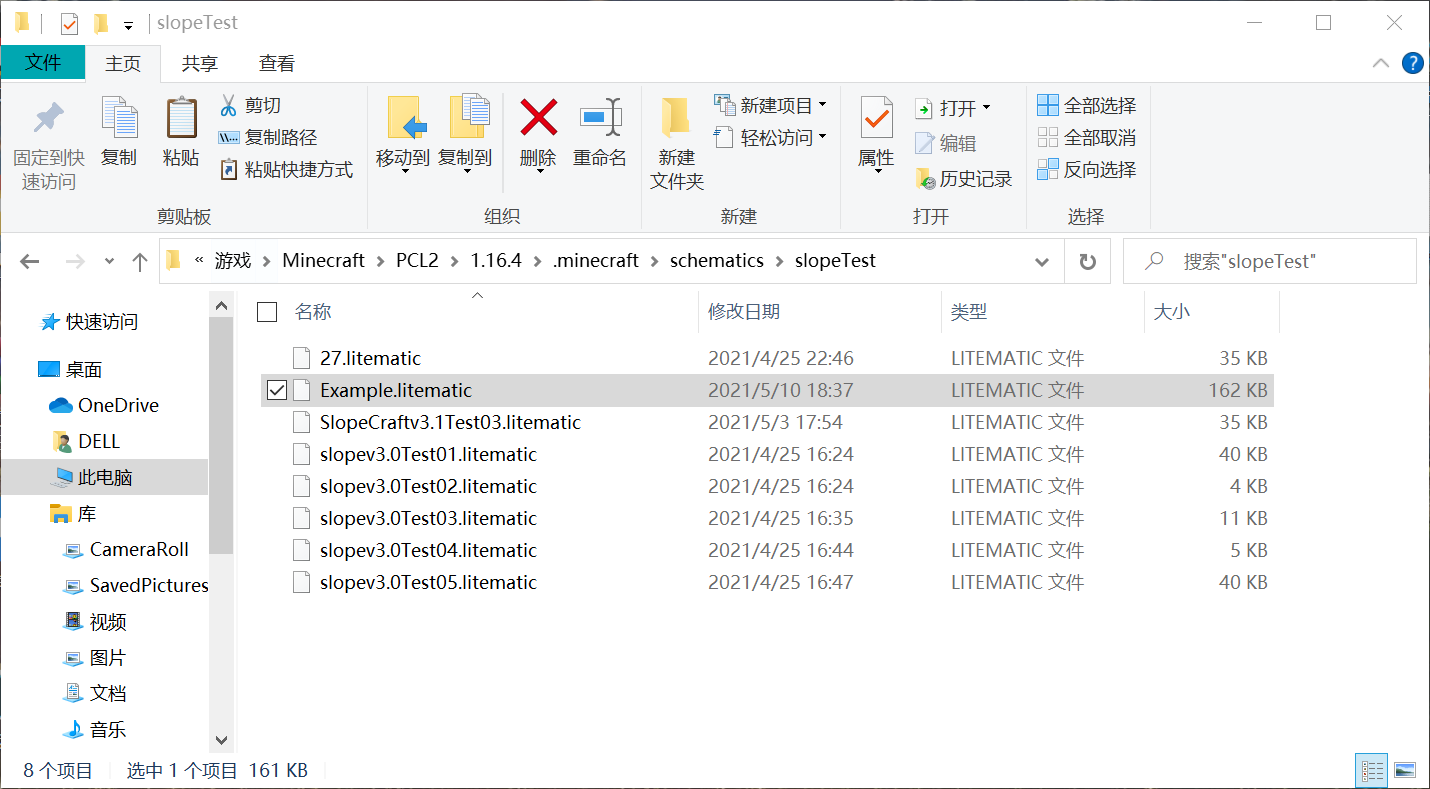 slopeTest
文件 主页 共享 查看
固定到快速访问
复制
粘贴
剪切
复制路径
粘贴快捷方式
剪贴板
移动到
复制到
删除
重命名
组织
新建文件夹
新建项目
轻松访问
新建
属性
打开
编辑
历史记录
打开
全部选择
全部取消
反向选择
选择
« 游戏 > Minecraft > PCL2 > 1.16.4 > .minecraft > schematics > slopeTest
搜索"slopeTest"
快速访问
桌面
OneDrive
DELL
此电脑
库
CameraRoll
SavedPictures
视频
图片
文档
音乐
名称 修改日期 类型 大小
27.litematic 2021/4/25 22:46 LITEMATIC 文件 35 KB
Example.litematic 2021/5/10 18:37 LITEMATIC 文件 162 KB
SlopeCraftv3.1Test03.litematic 2021/5/3 17:54 LITEMATIC 文件 35 KB
slopev3.0Test01.litematic 2021/4/25 16:24 LITEMATIC 文件 40 KB
slopev3.0Test02.litematic 2021/4/25 16:24 LITEMATIC 文件 4 KB
slopev3.0Test03.litematic 2021/4/25 16:35 LITEMATIC 文件 11 KB
slopev3.0Test04.litematic 2021/4/25 16:44 LITEMATIC 文件 5 KB
slopev3.0Test05.litematic 2021/4/25 16:47 LITEMATIC 文件 40 KB
8 个项目 选中 1 个项目 161 KB